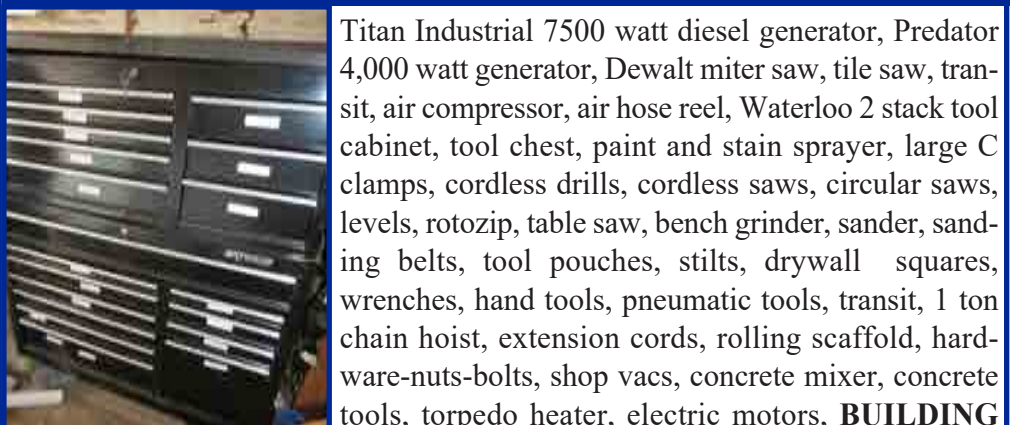 Titan Industrial 7500 watt diesel generator, Predator
4,000 watt generator, Dewalt miter saw, tile saw, tran-
sit, air compressor, air hose reel, Waterloo 2 stack tool
cabinet, tool chest, paint and stain sprayer, large C
clamps, cordless drills, cordless saws, circular saws,
levels, rotozip, table saw, bench grinder, sander, sand-
ing belts, tool pouches, stilts, drywall squares,
wrenches, hand tools, pneumatic tools, transit, 1 ton
chain hoist, extension cords, rolling scaffold, hard-
ware-nuts-bolts, shop vacs, concrete mixer, concrete
tools, torpedo heater, electric motors, BUILDING